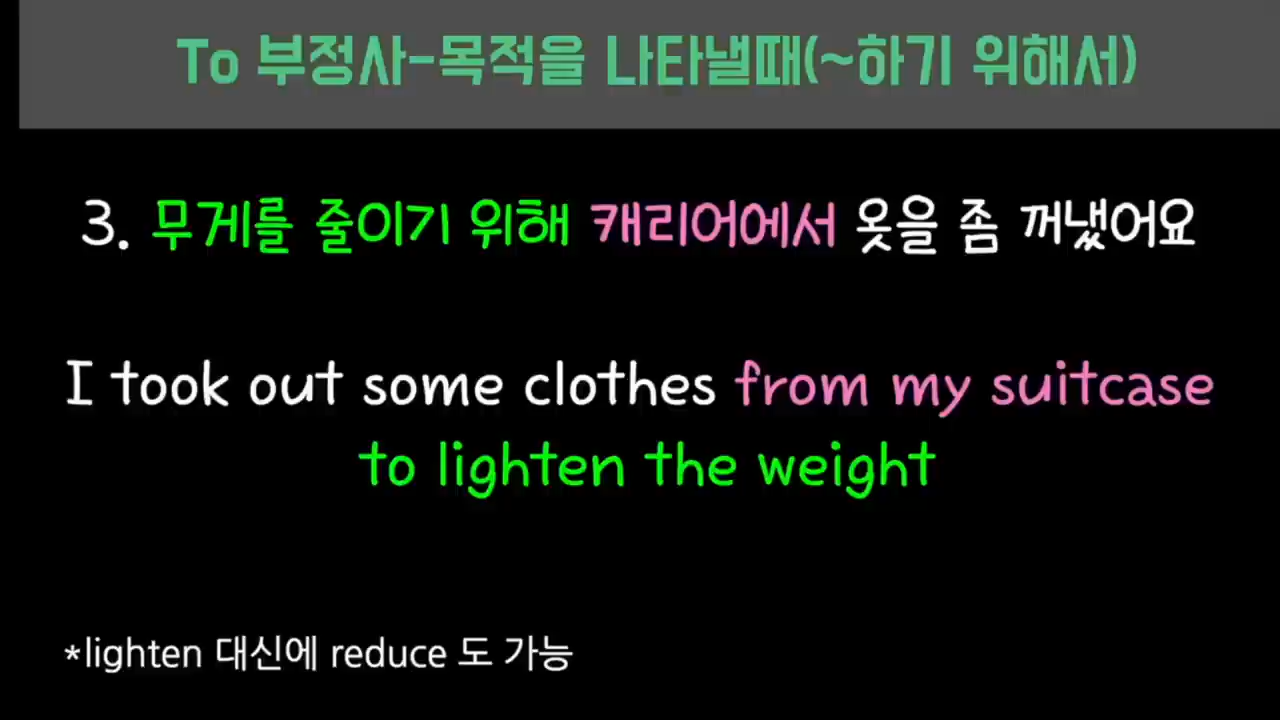 To 부정사-목적을 나타낼때(~하기 위해서)
3. 무게를 줄이기 위해 캐리어에서 옷을 좀 꺼냈어요
I took out some clothes from my suitcase
to lighten the weight
*lighten 대신에 reduce 도 가능